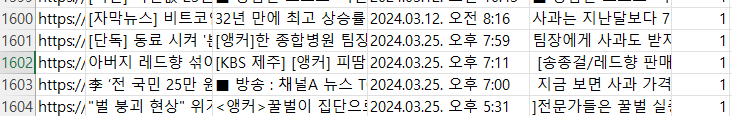 1600 https:// [자막뉴스] 비트코 32년 만에 최고 상승률 2024.03.12. 오전 8:16 사과는 지난달보다 7 1
1601 https:// [단독] 동료 시켜 '분 [앵커]한 종합병원 팀장 2024.03.25. 오후 7:59 팀장에게 사과도 받지 1
1602 https:// 아버지 레드향 섞어 [KBS 제주] [앵커] 피땀 2024.03.25. 오후 7:11 [송종걸/레드향 판매 1
1603 https:// 李 '전 국민 25만 원 ■ 방송 : 채널A 뉴스 T 2024.03.25. 오후 7:00 지금 보면 사과 가격 1
1604 https:// "벌 붕괴 현상" 위기 <앵커>꿀벌이 집단으로 2024.03.25. 오후 5:31 ]전문가들은 꿀벌 실종 1